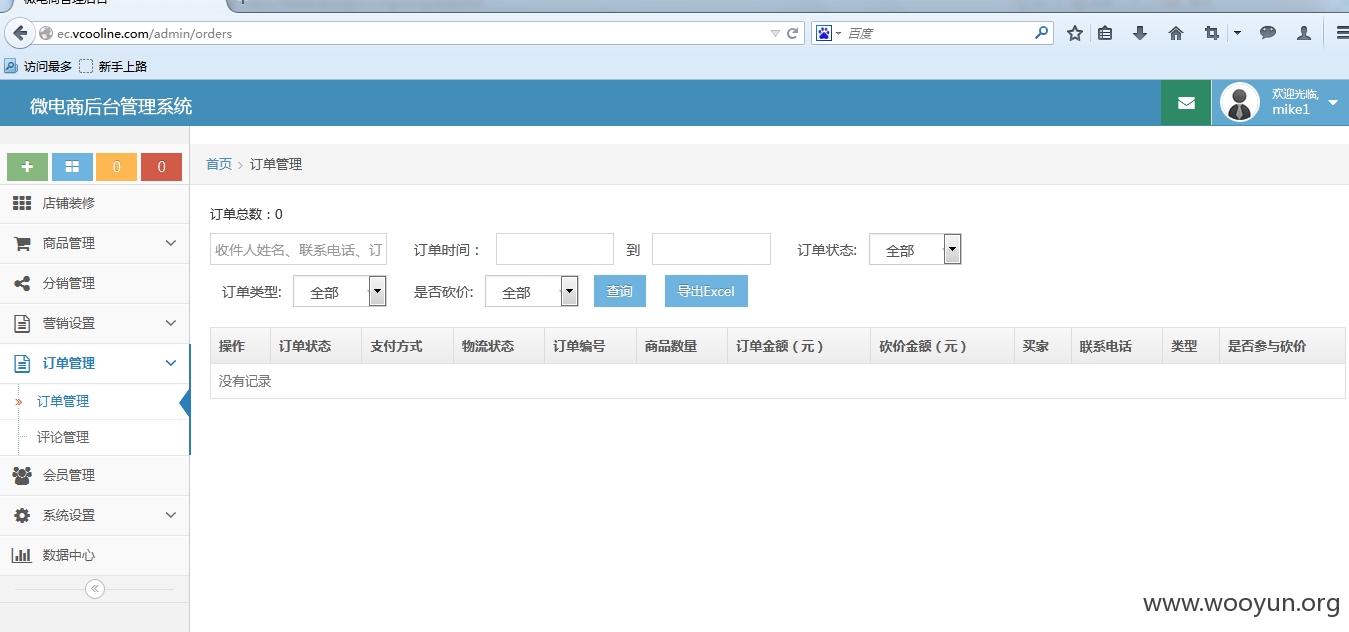 微电商管理后台
ec.vcooline.com/admin/orders
百度
访问最多 新手上路
微电商后台管理系统
欢迎光临,
mike1
0 0
首页 > 订单管理
店铺装修
商品管理
分销管理
营销设置
订单管理
订单管理
评论管理
会员管理
系统设置
数据中心
订单总数：0
收件人姓名、联系电话、订 订单时间： 到 订单状态: 全部
订单类型: 全部 是否砍价: 全部 查询 导出Excel
操作 订单状态 支付方式 物流状态 订单编号 商品数量 订单金额（元） 砍价金额（元） 买家 联系电话 类型 是否参与砍价
没有记录
www.wooyun.org